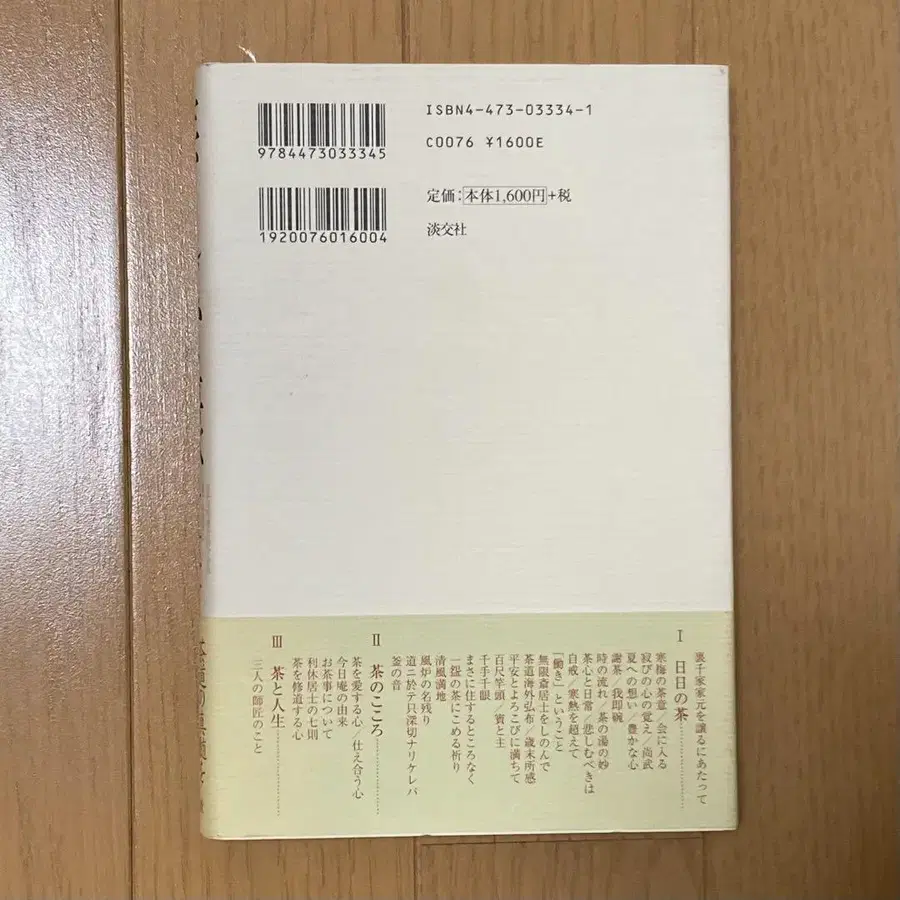 9784473033345
1920076016004
ISBN4-473-03334-1
C0076 ¥1600E
定価:本体1,600円+税
淡交社
裏千家家元を譲るにあたって
Ⅰ 日日の茶
寒梅の茶意/会に入る
寂びの心の覚え/尚武
夏への想い/豊かな心
謝茶/我即碗
時の流れ/茶の湯の妙
茶心と日常/悲しむべきは
自戒/寒熱を超えて
「働き」ということ
無限斎居士をしのんで
茶道海外弘布/歳末所感
平安とよろこびに満ちて
百尺竿頭/賓と主
千手千眼
まさに住するところなく
一盌の茶にこめる祈り
清風満地
風炉の名残り
道ニ於テ只深切ナリケレバ
釜の音
Ⅱ 茶のこころ
茶を愛する心/仕え合う心
今日庵の由来
お茶事について
利休居士の七則
茶を修道する心
Ⅲ 茶と人生
三人の師匠のこと